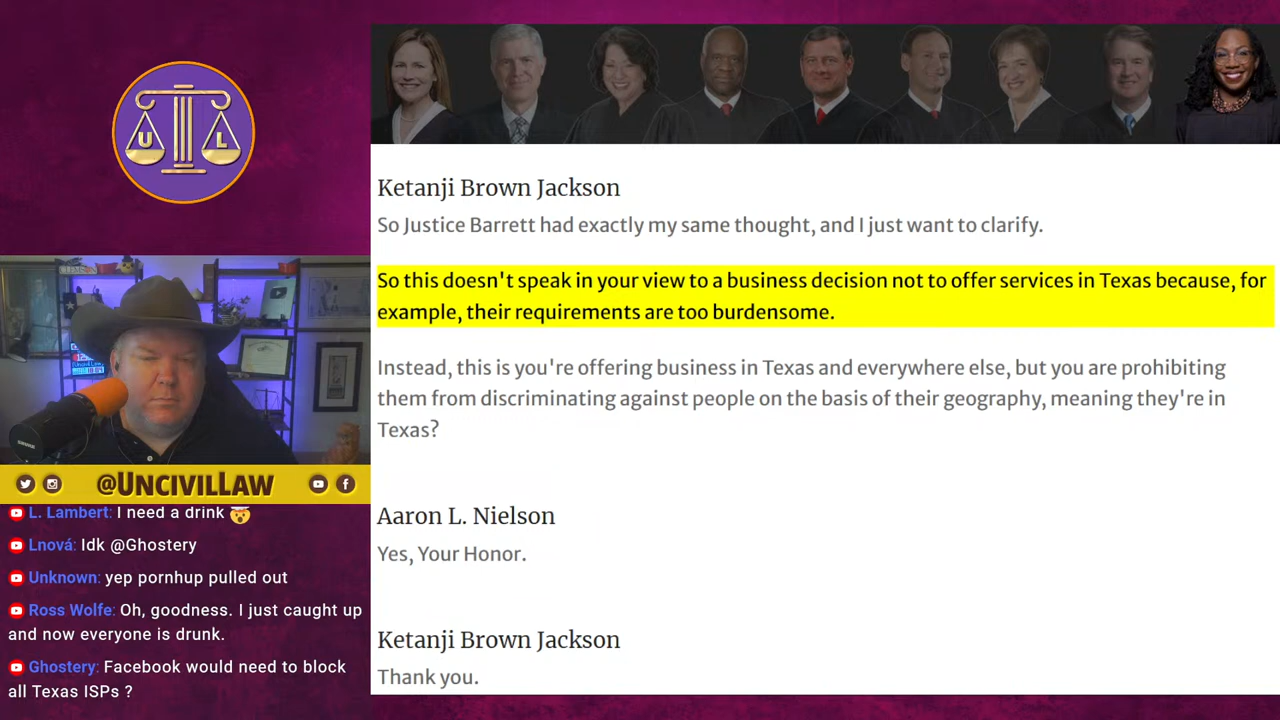 U L
@UNCIVILLAW
L. Lambert: I need a drink 🤯
Lnová: Idk @Ghostery
Unknown: yep pornhup pulled out
Ross Wolfe: Oh, goodness. I just caught up
and now everyone is drunk.
Ghostery: Facebook would need to block
all Texas ISPs ?
Ketanji Brown Jackson
So Justice Barrett had exactly my same thought, and I just want to clarify.
So this doesn't speak in your view to a business decision not to offer services in Texas because, for
example, their requirements are too burdensome.
Instead, this is you're offering business in Texas and everywhere else, but you are prohibiting
them from discriminating against people on the basis of their geography, meaning they're in
Texas?
Aaron L. Nielson
Yes, Your Honor.
Ketanji Brown Jackson
Thank you.